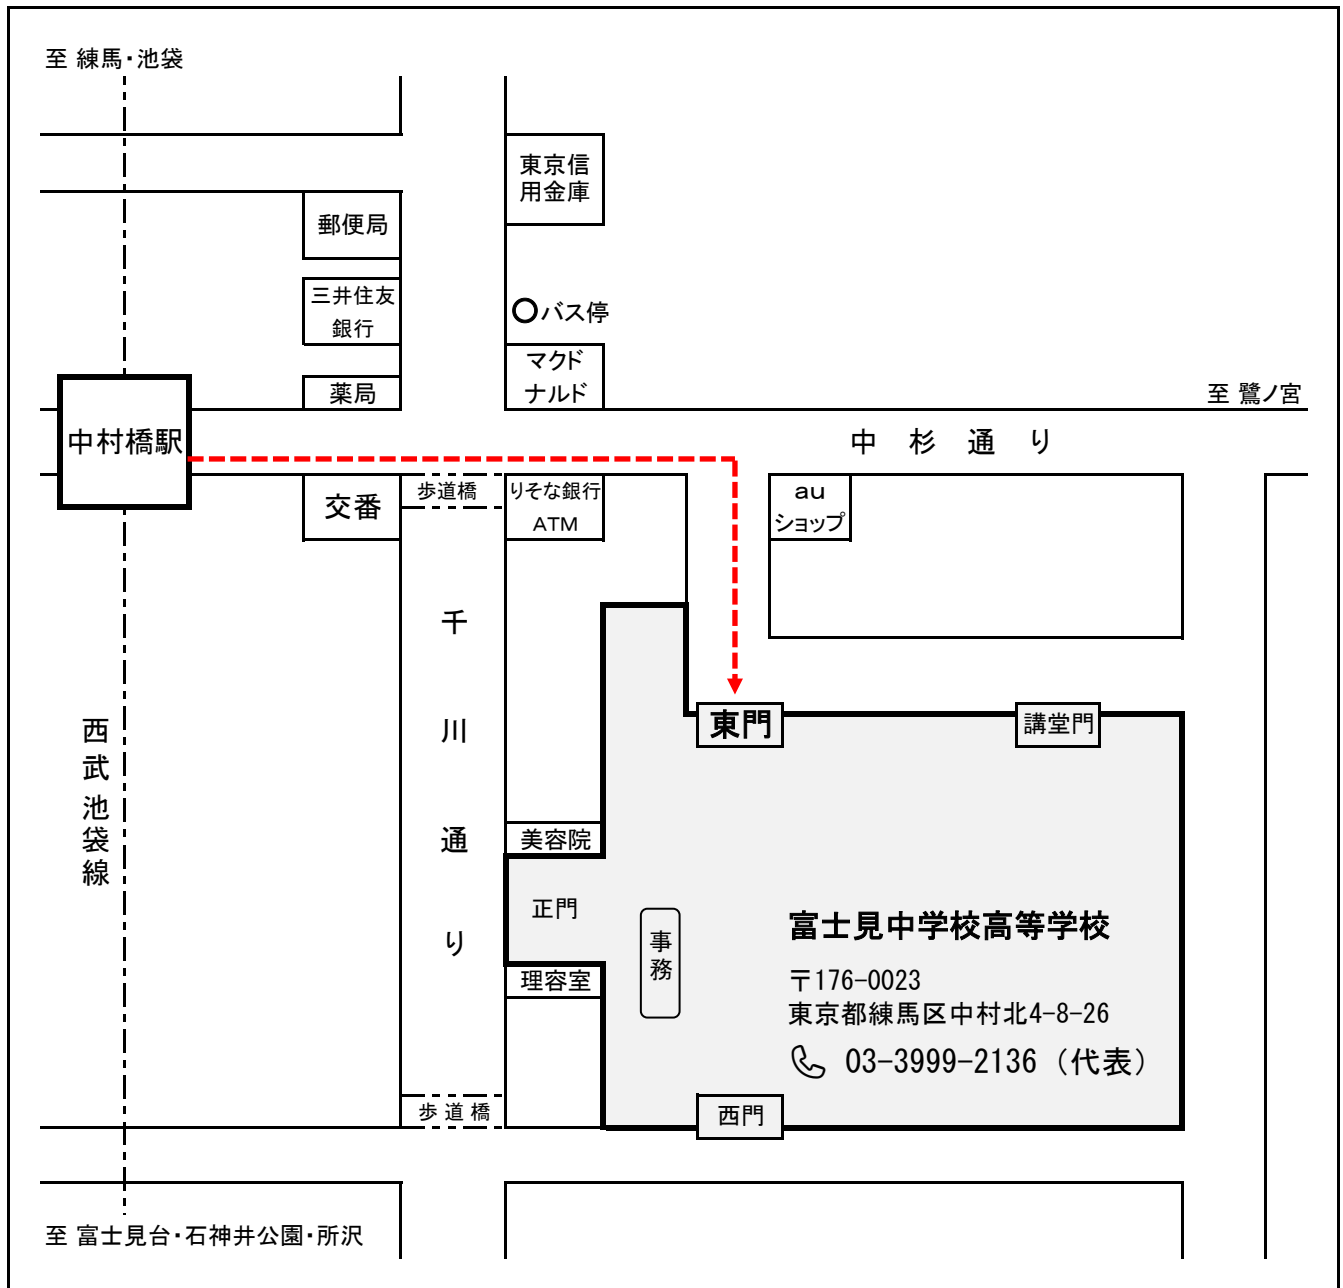 至 練馬・池袋
東京信
用金庫
郵便局
三井住友
銀行
バス停
マクド
ナルド
薬局
至 鷺ノ宮
中村橋駅
中杉通り
交番
歩道橋
りそな銀行
ATM
au
ショップ
千川通り
西武池袋線
東門
講堂門
美容院
正門
事務
理容室
富士見中学校高等学校
〒176-0023
東京都練馬区中村北4-8-26
03-3999-2136（代表）
歩道橋
西門
至 富士見台・石神井公園・所沢